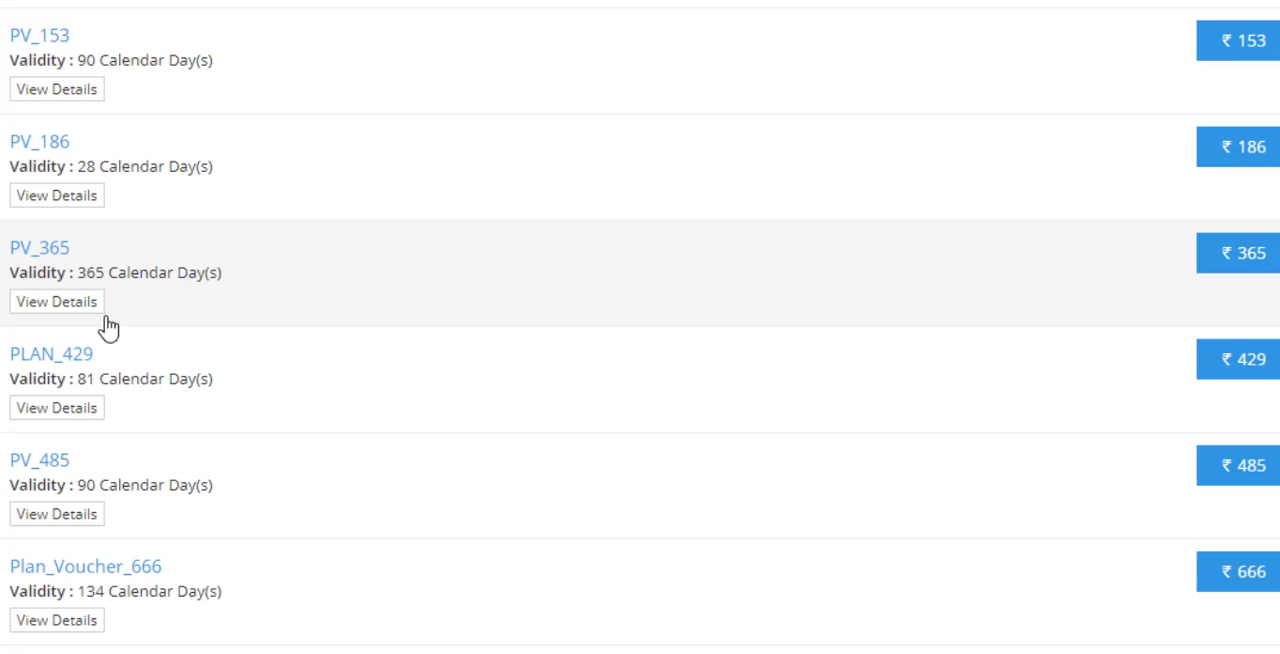 PV_153
₹ 153
Validity : 90 Calendar Day(s)
View Details
PV_186
₹ 186
Validity : 28 Calendar Day(s)
View Details
PV_365
₹ 365
Validity : 365 Calendar Day(s)
View Details
PLAN_429
₹ 429
Validity : 81 Calendar Day(s)
View Details
PV_485
₹ 485
Validity : 90 Calendar Day(s)
View Details
Plan_Voucher_666
₹ 666
Validity : 134 Calendar Day(s)
View Details